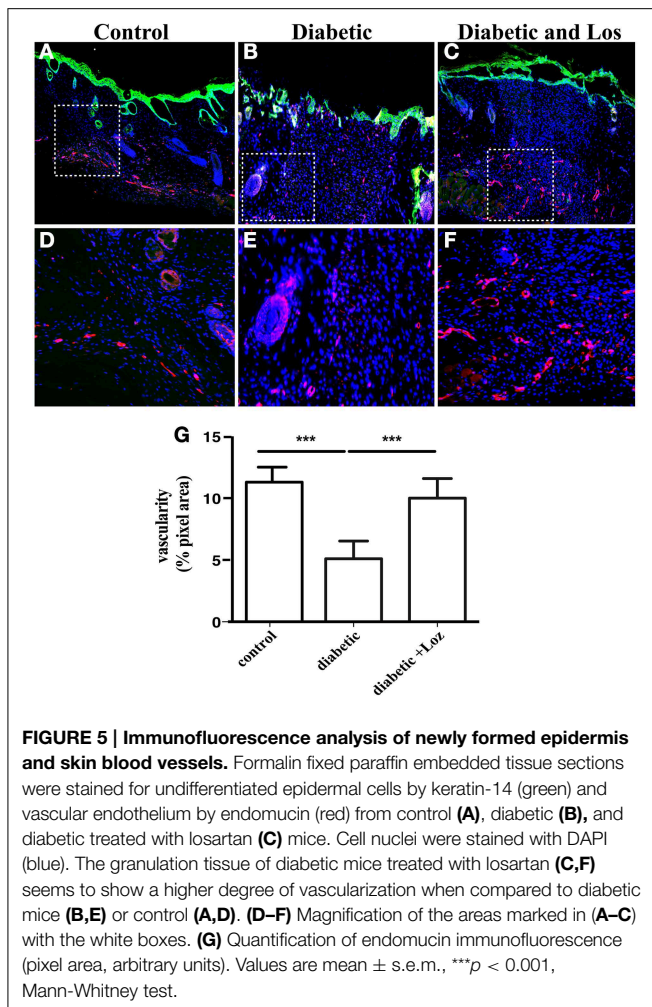 Control Diabetic Diabetic and Los
A B C
D E F
G
*** ***
15
10
5
0
vascularity
(% pixel area)
control diabetic diabetic +Loz
FIGURE 5 | Immunofluorescence analysis of newly formed epidermis
and skin blood vessels. Formalin fixed paraffin embedded tissue sections
were stained for undifferentiated epidermal cells by keratin-14 (green) and
vascular endothelium by endomucin (red) from control (A), diabetic (B), and
diabetic treated with losartan (C) mice. Cell nuclei were stained with DAPI
(blue). The granulation tissue of diabetic mice treated with losartan (C,F)
seems to show a higher degree of vascularization when compared to diabetic
mice (B,E) or control (A,D). (D–F) Magnification of the areas marked in (A–C)
with the white boxes. (G) Quantification of endomucin immunofluorescence
(pixel area, arbitrary units). Values are mean ± s.e.m., ***p < 0.001,
Mann-Whitney test.